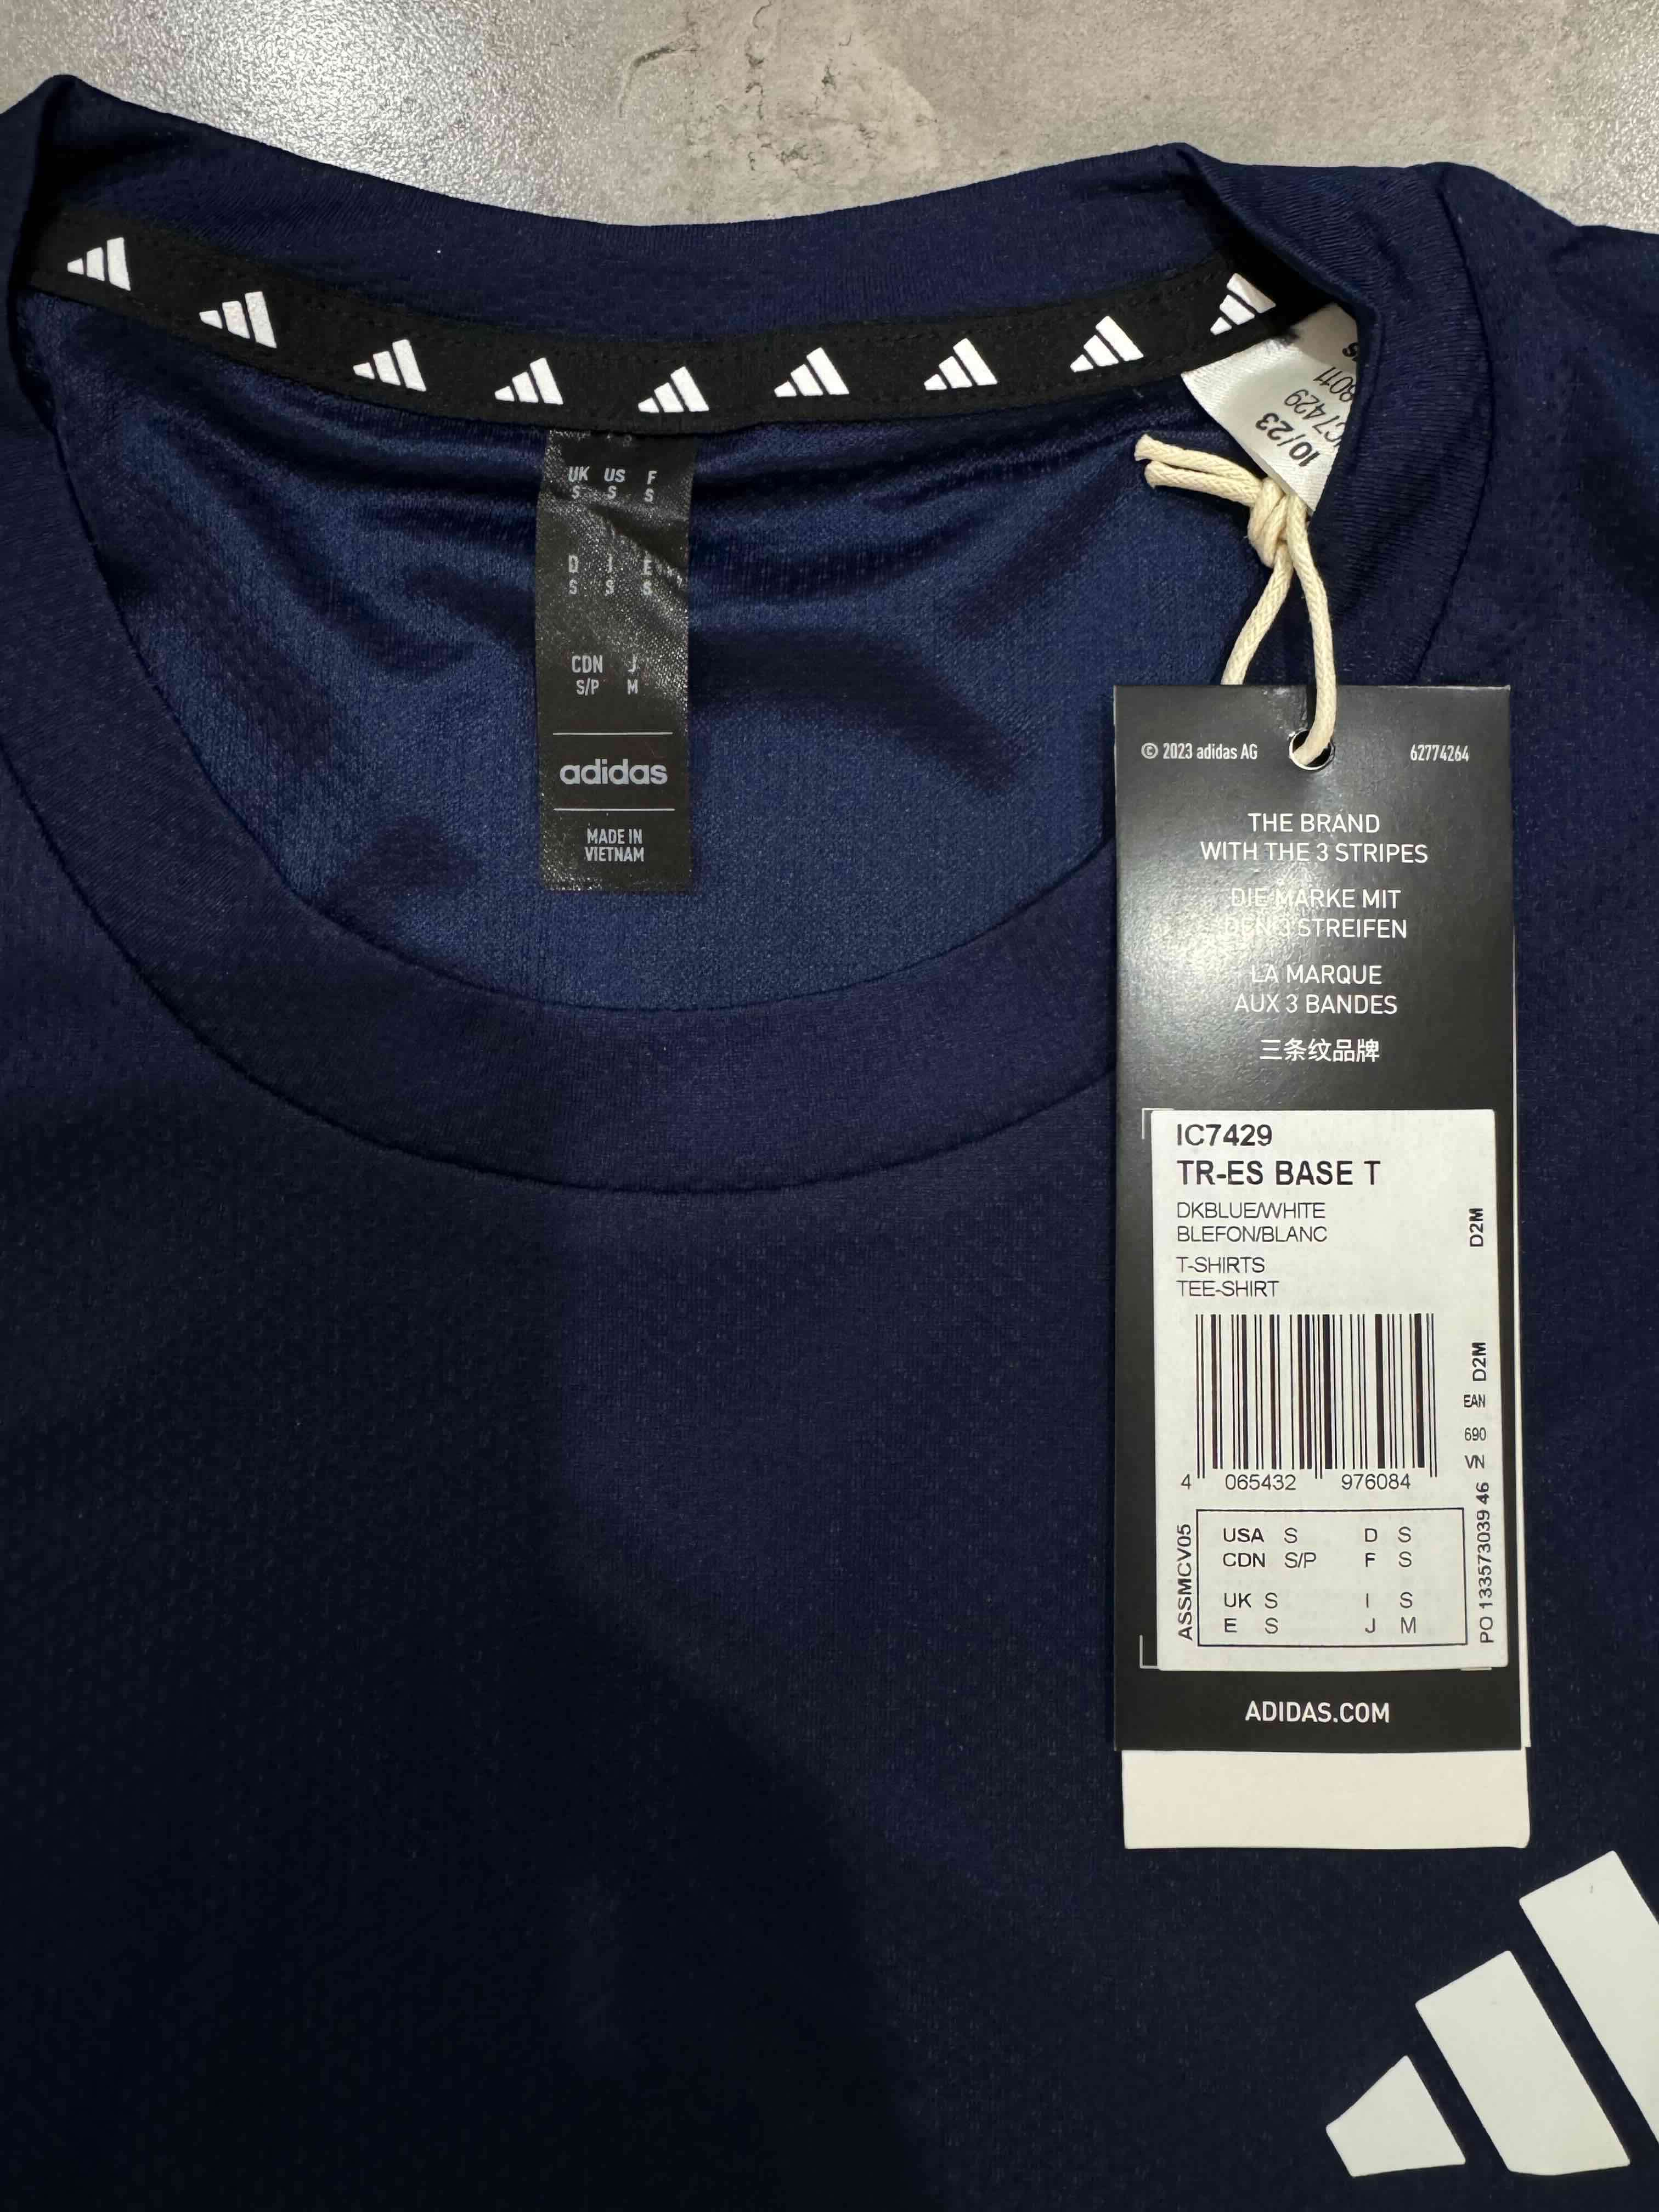 UK US F
S S S
D I E
S S S
CDN J
S/P M
adidas
MADE IN
VIETNAM
10/23
© 2023 adidas AG 62774264
THE BRAND
WITH THE 3 STRIPES
DIE MARKE MIT
DEN 3 STREIFEN
LA MARQUE
AUX 3 BANDES
三条纹品牌
IC7429
TR-ES BASE T
DKBLUE/WHITE
BLEFON/BLANC
T-SHIRTS
TEE-SHIRT
D2M
D2M
EAN
690
VN
4 065432 976084
ASSMCV05
USA S D S
CDN S/P F S
UK S I S
E S J M
PO 133573039 46
ADIDAS.COM